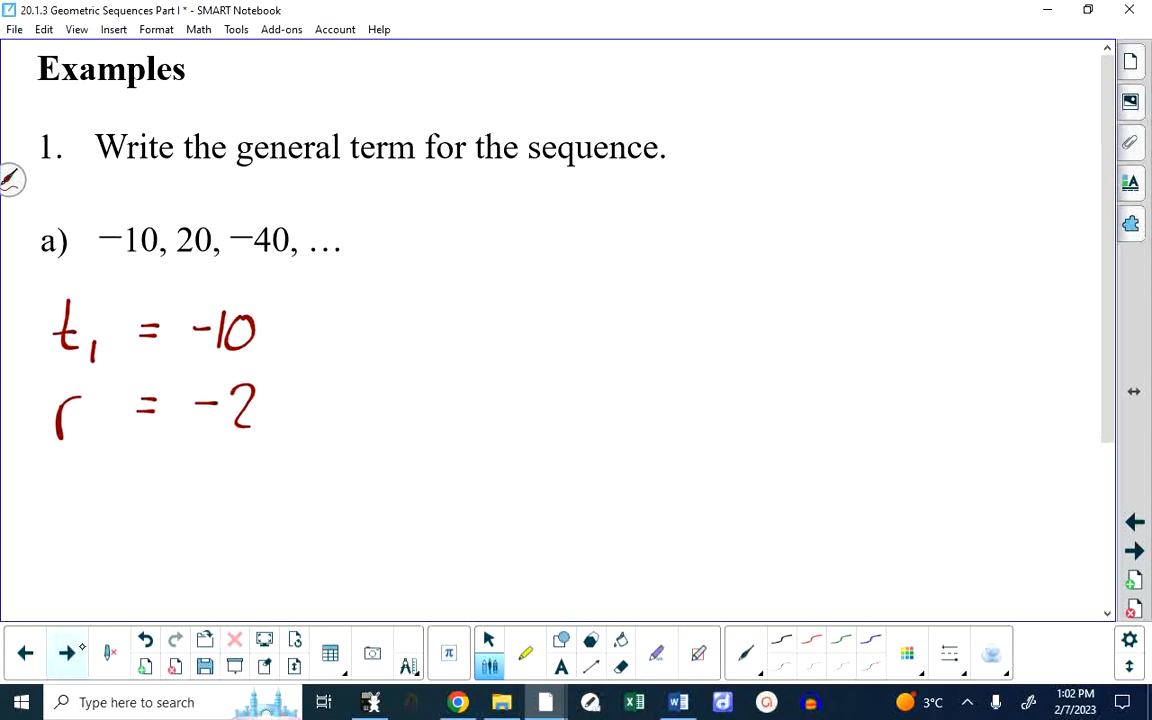 20.1.3 Geometric Sequences Part I * - SMART Notebook
File Edit View Insert Format Math Tools Add-ons Account Help
Examples
1. Write the general term for the sequence.
a) −10, 20, −40, …
t₁ = -10
r = -2
Type here to search
3°C
1:02 PM
2/7/2023